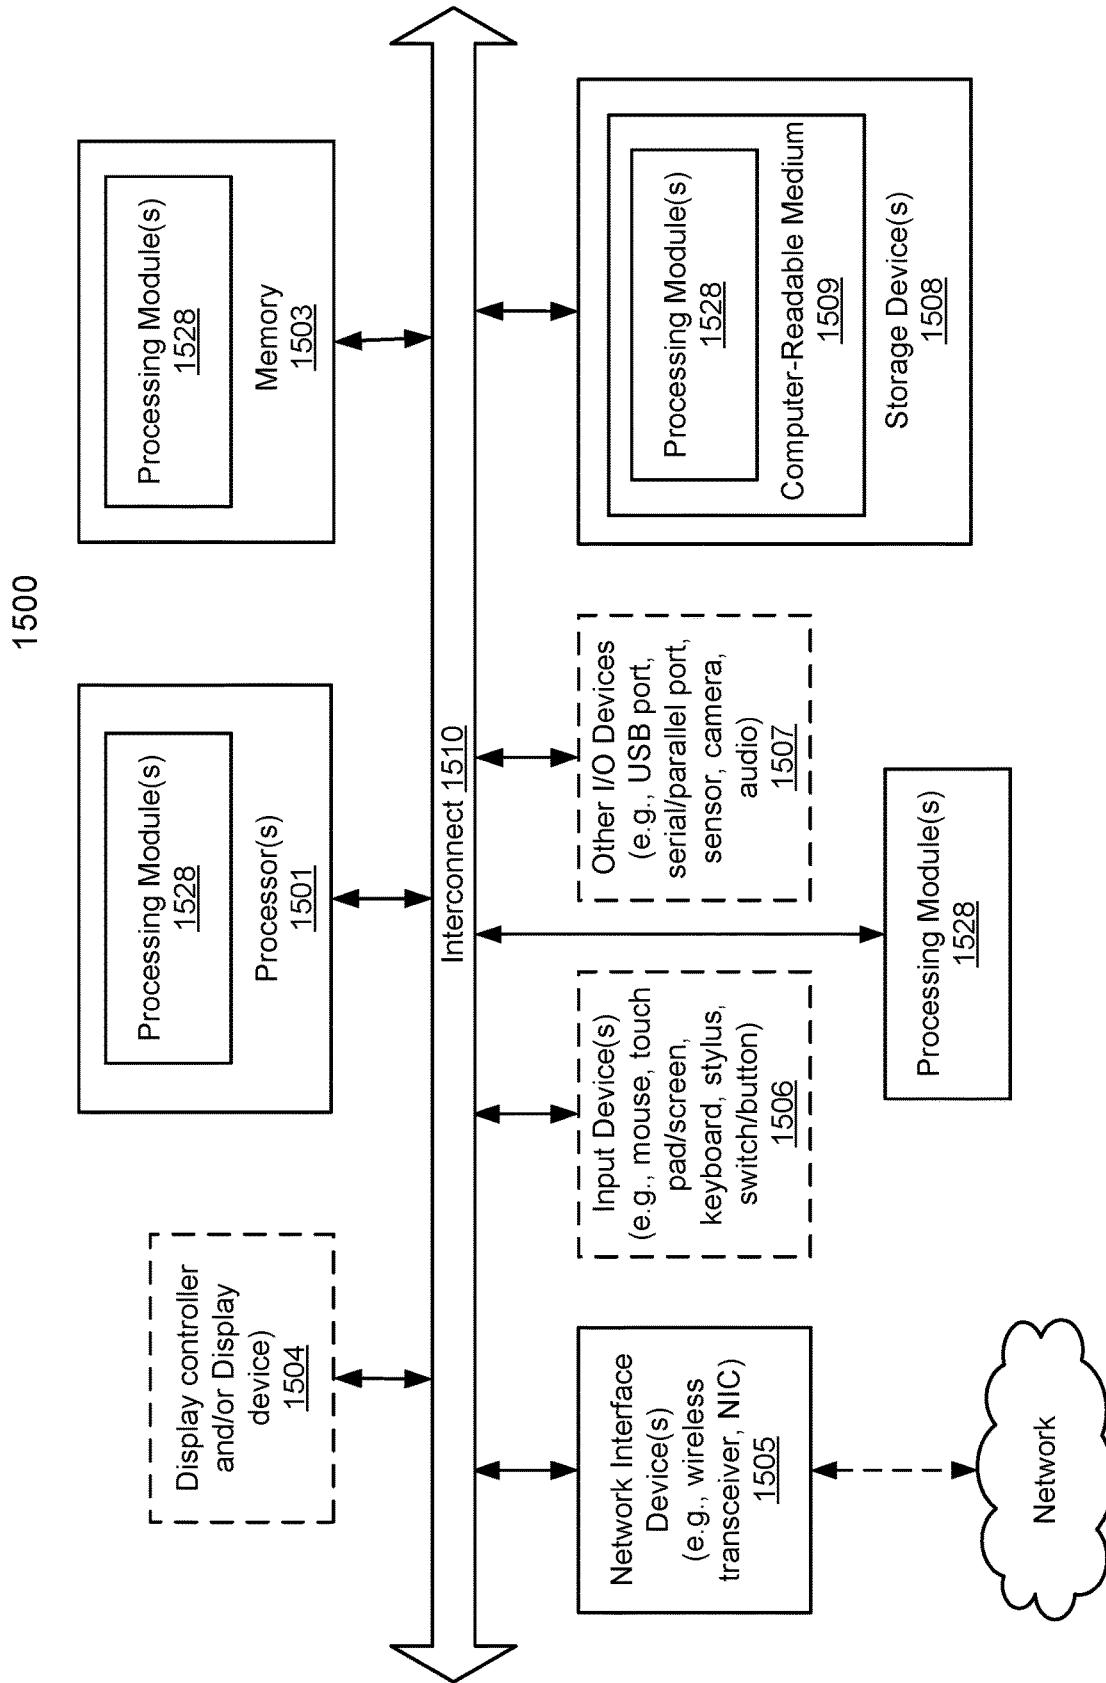 1500
Display controller
and/or Display
device)
1504
Processing Module(s)
1528
Processor(s)
1501
Processing Module(s)
1528
Memory
1503
Interconnect 1510
Network Interface
Device(s)
(e.g., wireless
transceiver, NIC)
1505
Input Device(s)
(e.g., mouse, touch
pad/screen,
keyboard, stylus,
switch/button)
1506
Other I/O Devices
(e.g., USB port,
serial/parallel port,
sensor, camera,
audio)
1507
Processing Module(s)
1528
Computer-Readable Medium
1509
Storage Device(s)
1508
Network
Processing Module(s)
1528